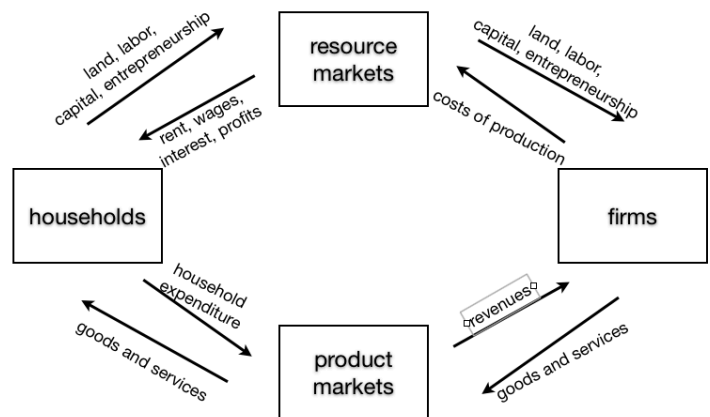 resource
markets
land, labor,
capital, entrepreneurship
rent, wages,
interest, profits
land, labor,
capital, entrepreneurship
costs of production
households
firms
household
expenditure
goods and services
revenues
goods and services
product
markets